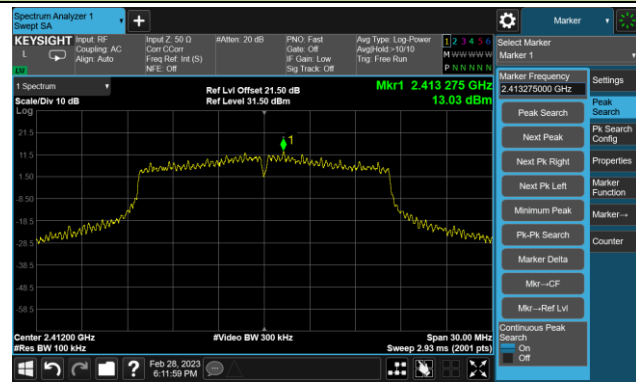 Spectrum Analyzer 1
Swept SA
Marker
KEYSIGHT
L
LW
Input: RF
Coupling: AC
Align: Auto
Input Z: 50 Ω
Corr CCorr
Freq Ref: Int (S)
NFE: Off
#Atten: 20 dB
PNO: Fast
Gate: Off
IF Gain: Low
Sig Track: Off
Avg Type: Log-Power
Avg|Hold:>10/10
Trig: Free Run
1 2 3 4 5 6
M W W W W W
P N N N N N
1 Spectrum
Scale/Div 10 dB
Log
Ref Lvl Offset 21.50 dB
Ref Level 31.50 dBm
Mkr1 2.413 275 GHz
13.03 dBm
1
21.5
11.5
1.50
-8.50
-18.5
-28.5
-38.5
-48.5
-58.5
Center 2.41200 GHz
#Res BW 100 kHz
#Video BW 300 kHz
Span 30.00 MHz
Sweep 2.93 ms (2001 pts)
?
Feb 28, 2023
6:11:59 PM
Select Marker
Marker 1
Marker Frequency
2.413275000 GHz
Peak Search
Next Peak
Next Pk Right
Next Pk Left
Minimum Peak
Pk-Pk Search
Marker Delta
Mkr→CF
Mkr→Ref Lvl
Continuous Peak
Search
On
Off
Settings
Peak
Search
Pk Search
Config
Properties
Marker
Function
Marker→
Counter